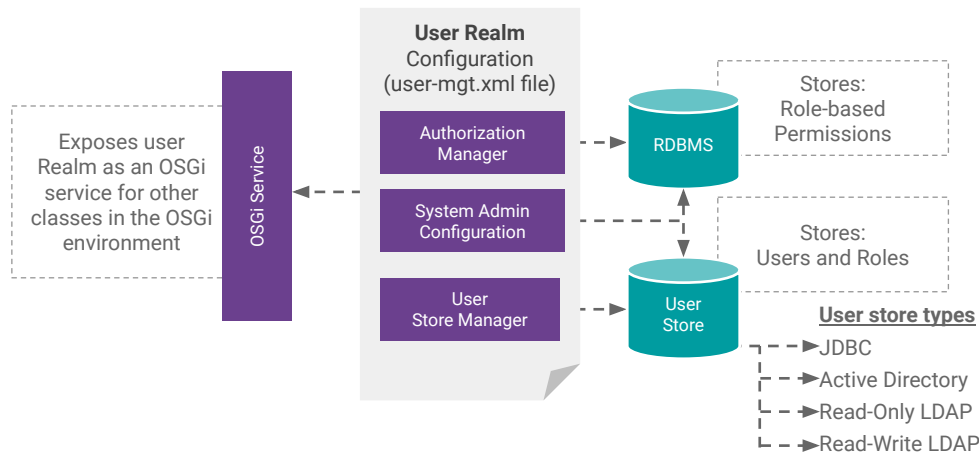 Exposes user
Realm as an OSGi
service for other
classes in the OSGi
environment
OSGi Service
User Realm
Configuration
(user-mgt.xml file)
Authorization
Manager
System Admin
Configuration
User
Store Manager
RDBMS
Stores:
Role-based
Permissions
User
Store
Stores:
Users and Roles
User store types
JDBC
Active Directory
Read-Only LDAP
Read-Write LDAP